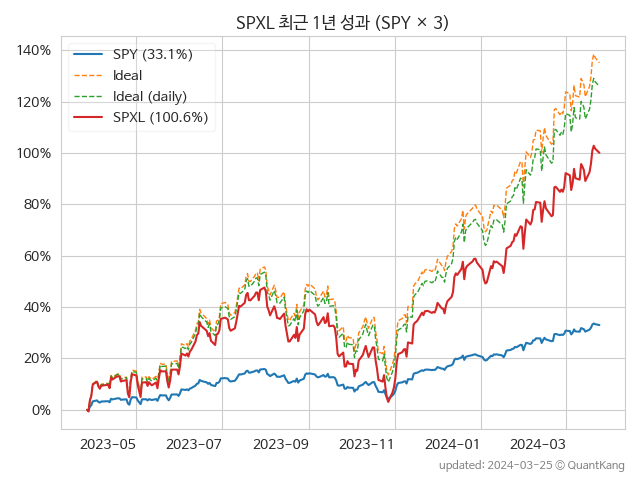 SPXL 최근 1년 성과 (SPY × 3)
140%
120%
100%
80%
60%
40%
20%
0%
SPY (33.1%)
Ideal
Ideal (daily)
SPXL (100.6%)
2023-05 2023-07 2023-09 2023-11 2024-01 2024-03
updated: 2024-03-25 © QuantKang